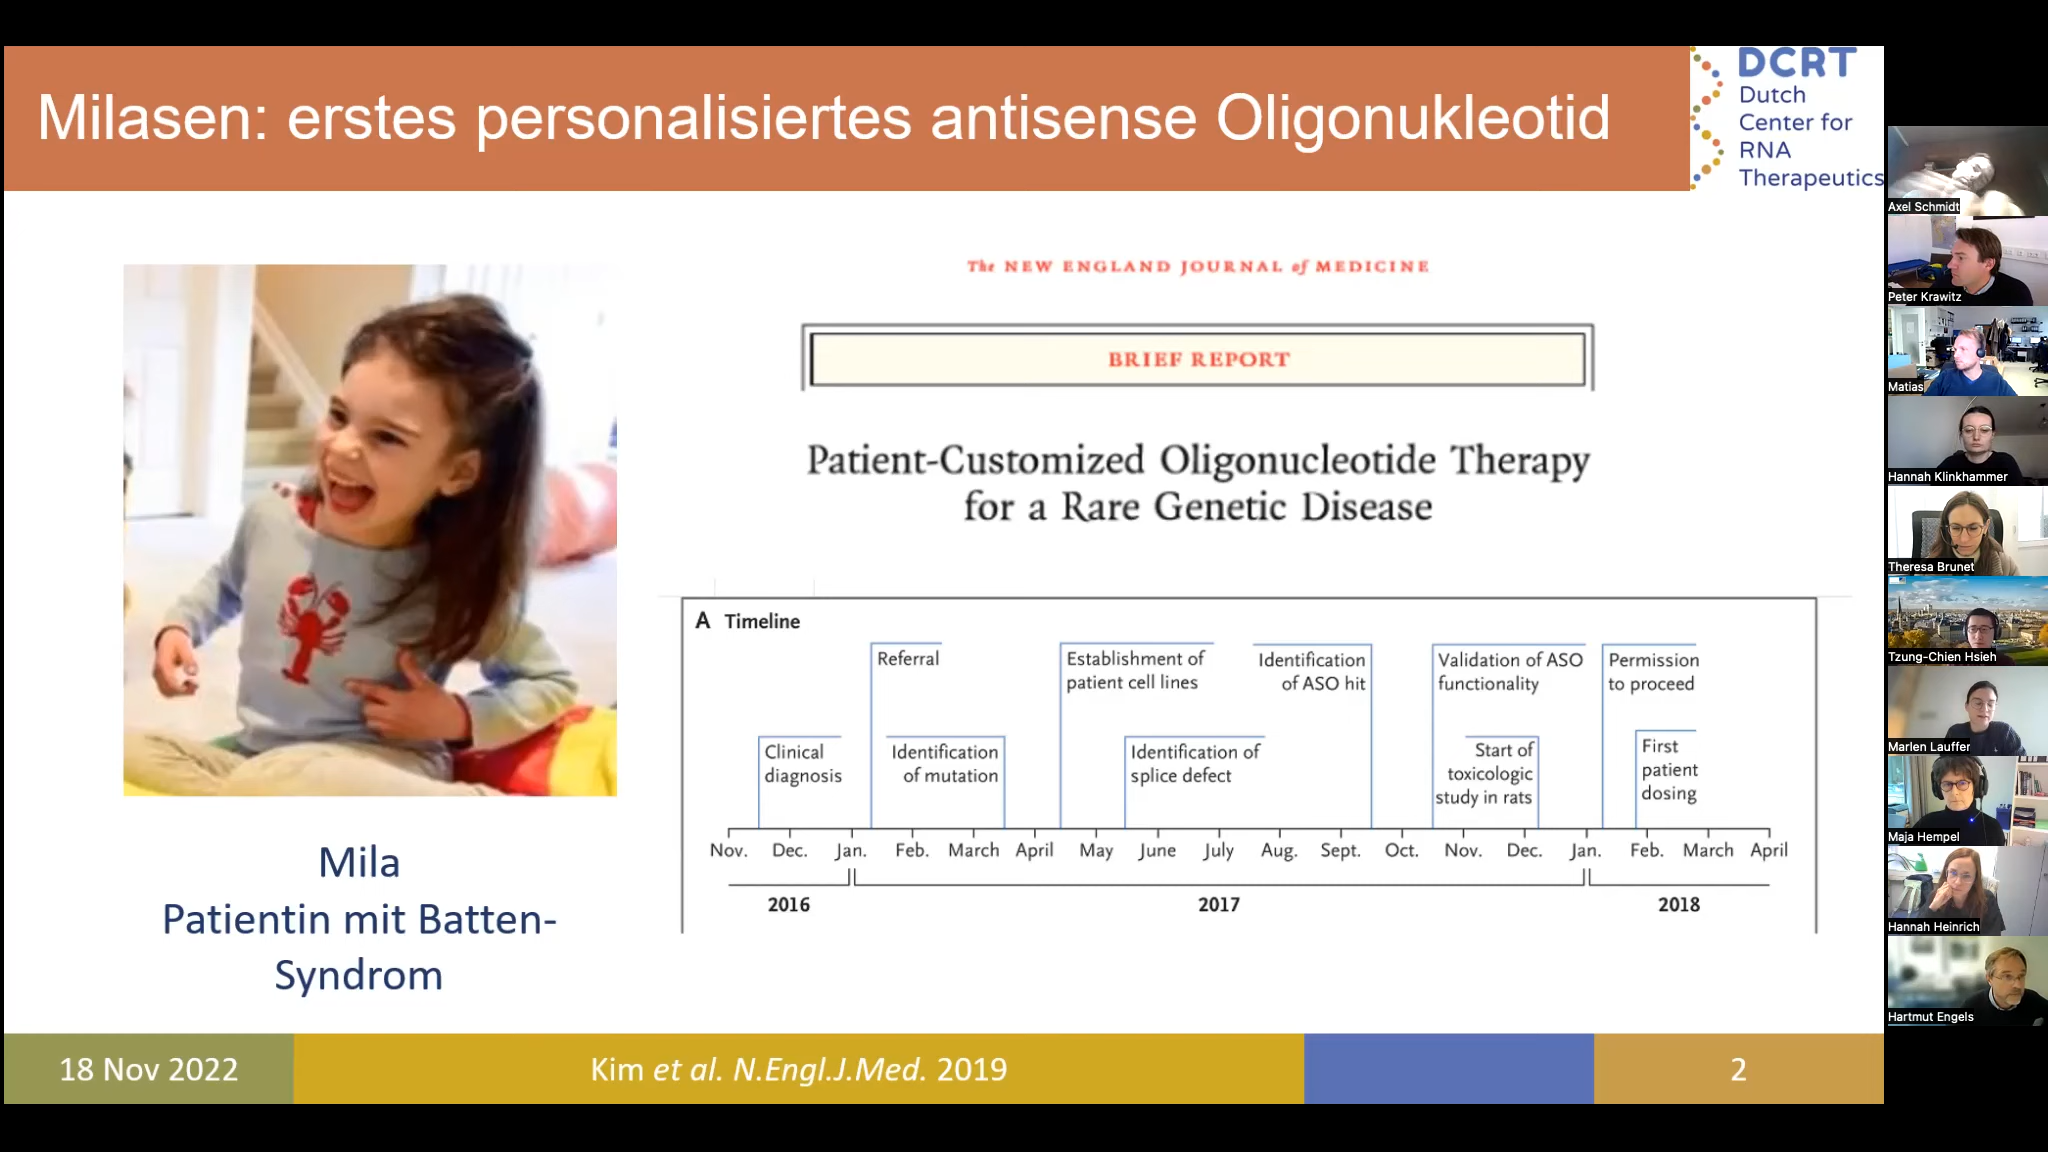 Milasen: erstes personalisiertes antisense Oligonukleotid
DCRT
Dutch
Center for
RNA
Therapeutics
The NEW ENGLAND JOURNAL of MEDICINE
BRIEF REPORT
Patient-Customized Oligonucleotide Therapy
for a Rare Genetic Disease
A Timeline
Referral
Establishment of
patient cell lines
Identification
of ASO hit
Validation of ASO
functionality
Permission
to proceed
Clinical
diagnosis
Identification
of mutation
Identification of
splice defect
Start of
toxicologic
study in rats
First
patient
dosing
Nov. Dec. Jan. Feb. March April May June July Aug. Sept. Oct. Nov. Dec. Jan. Feb. March April
2016 2017 2018
Mila
Patientin mit Batten-
Syndrom
18 Nov 2022
Kim et al. N.Engl.J.Med. 2019
2
Axel Schmidt
Peter Krawitz
Matias
Hannah Klinkhammer
Theresa Brunet
Tzung-Chien Hsieh
Marlen Lauffer
Maja Hempel
Hannah Heinrich
Hartmut Engels